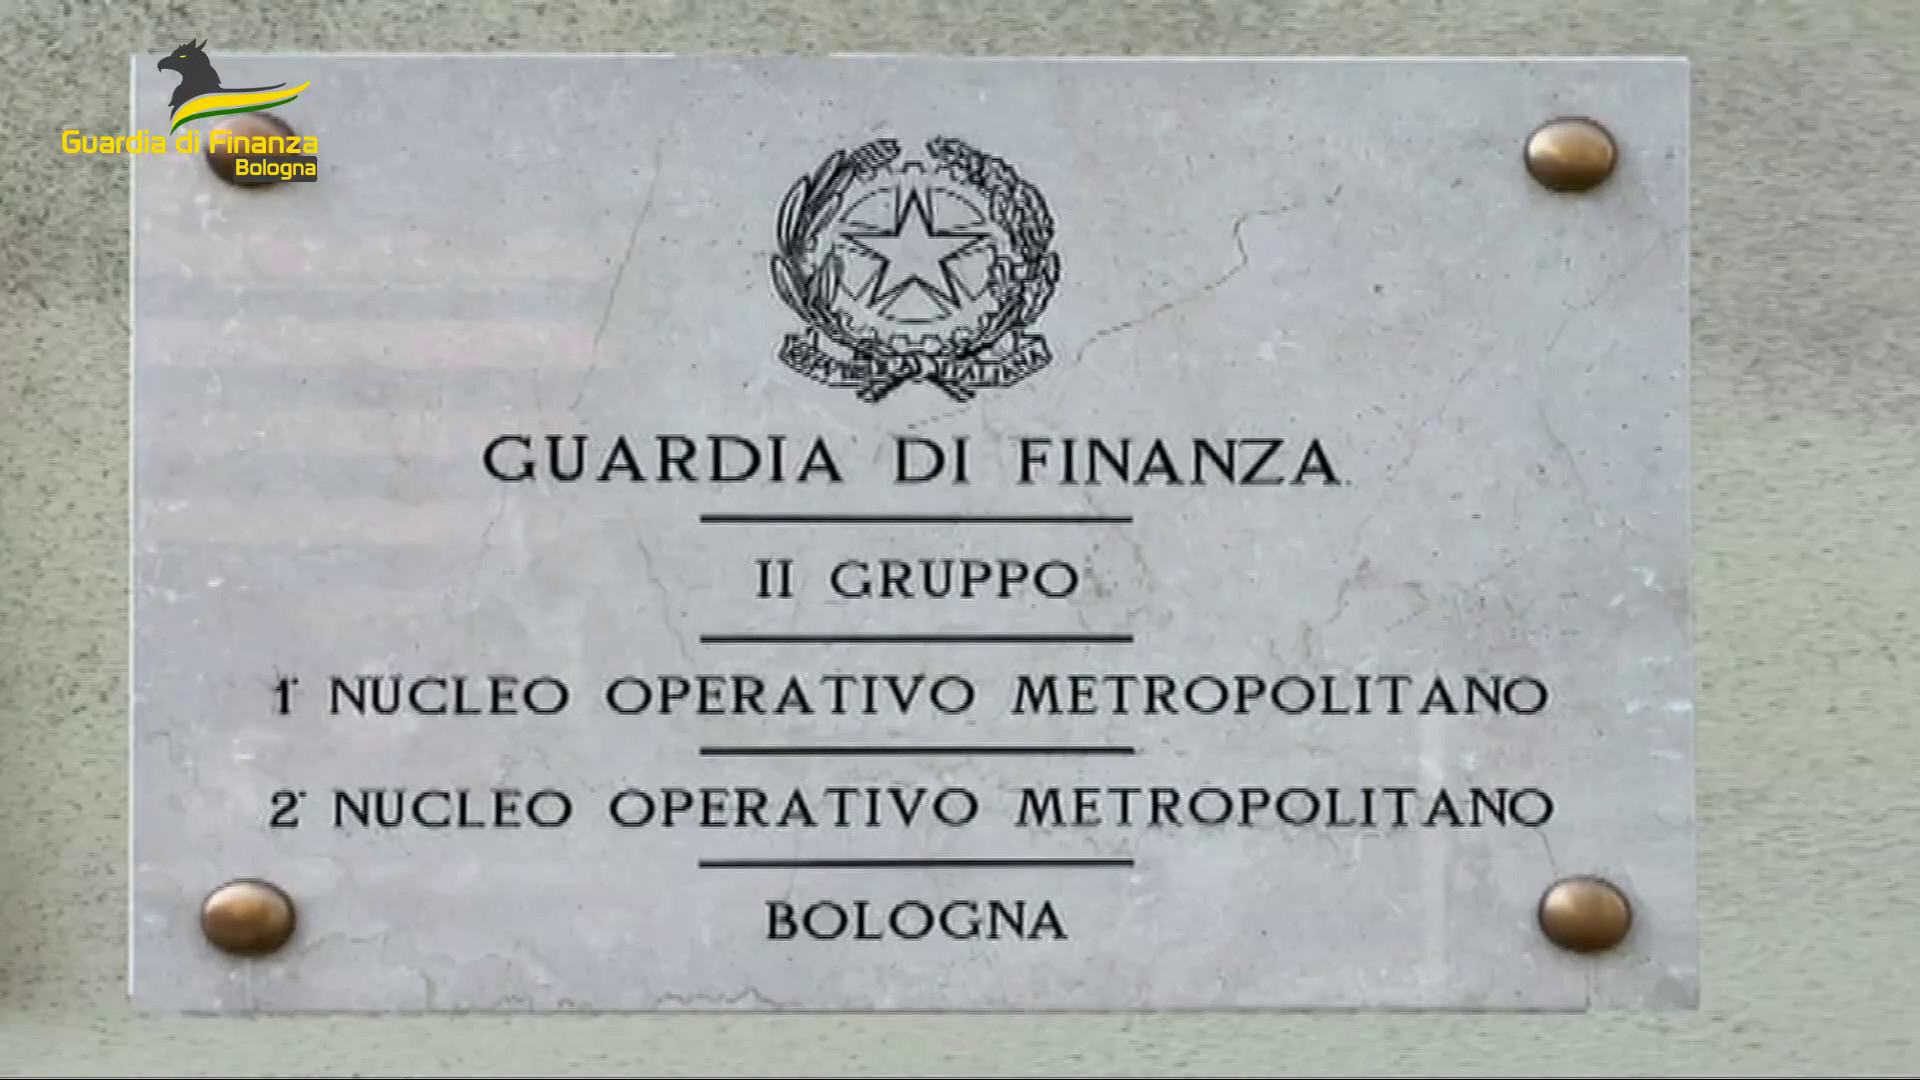 Guardia di Finanza
Bologna
REPUBBLICA ITALIANA
GUARDIA DI FINANZA
II GRUPPO
1° NUCLEO OPERATIVO METROPOLITANO
2° NUCLEO OPERATIVO METROPOLITANO
BOLOGNA